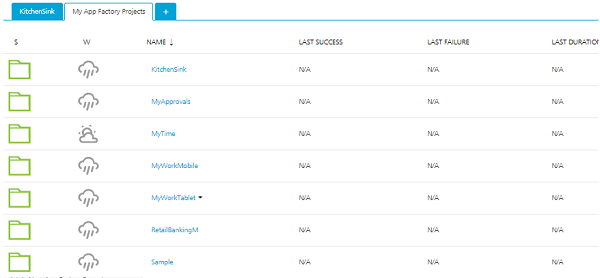 KitchenSink My App Factory Projects +
S W NAME ↓ LAST SUCCESS LAST FAILURE LAST DURATION
KitchenSink N/A N/A N/A
MyApprovals N/A N/A N/A
MyTime N/A N/A N/A
MyWorkMobile N/A N/A N/A
MyWorkTablet N/A N/A N/A
RetailBankingM N/A N/A N/A
Sample N/A N/A N/A